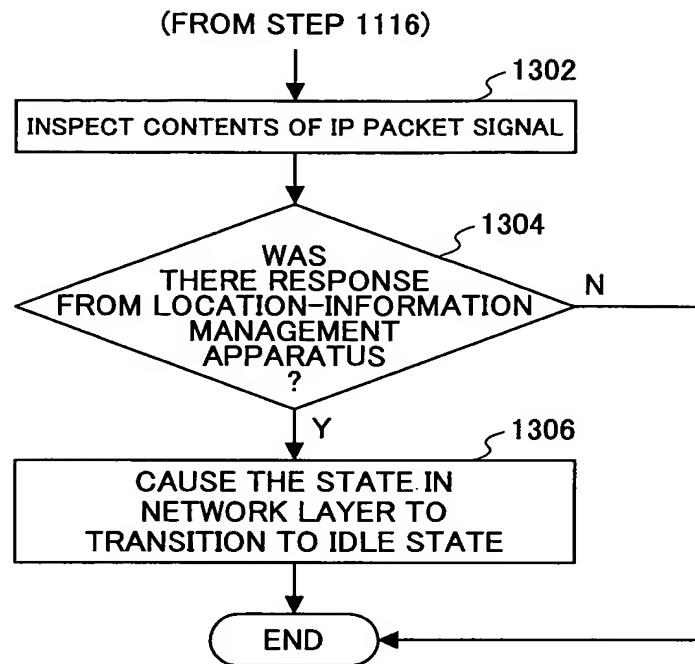 (FROM STEP 1116)
1302
INSPECT CONTENTS OF IP PACKET SIGNAL
1304
WAS
THERE RESPONSE
FROM LOCATION-INFORMATION
MANAGEMENT
APPARATUS
?
N
Y
1306
CAUSE THE STATE IN
NETWORK LAYER TO
TRANSITION TO IDLE STATE
END